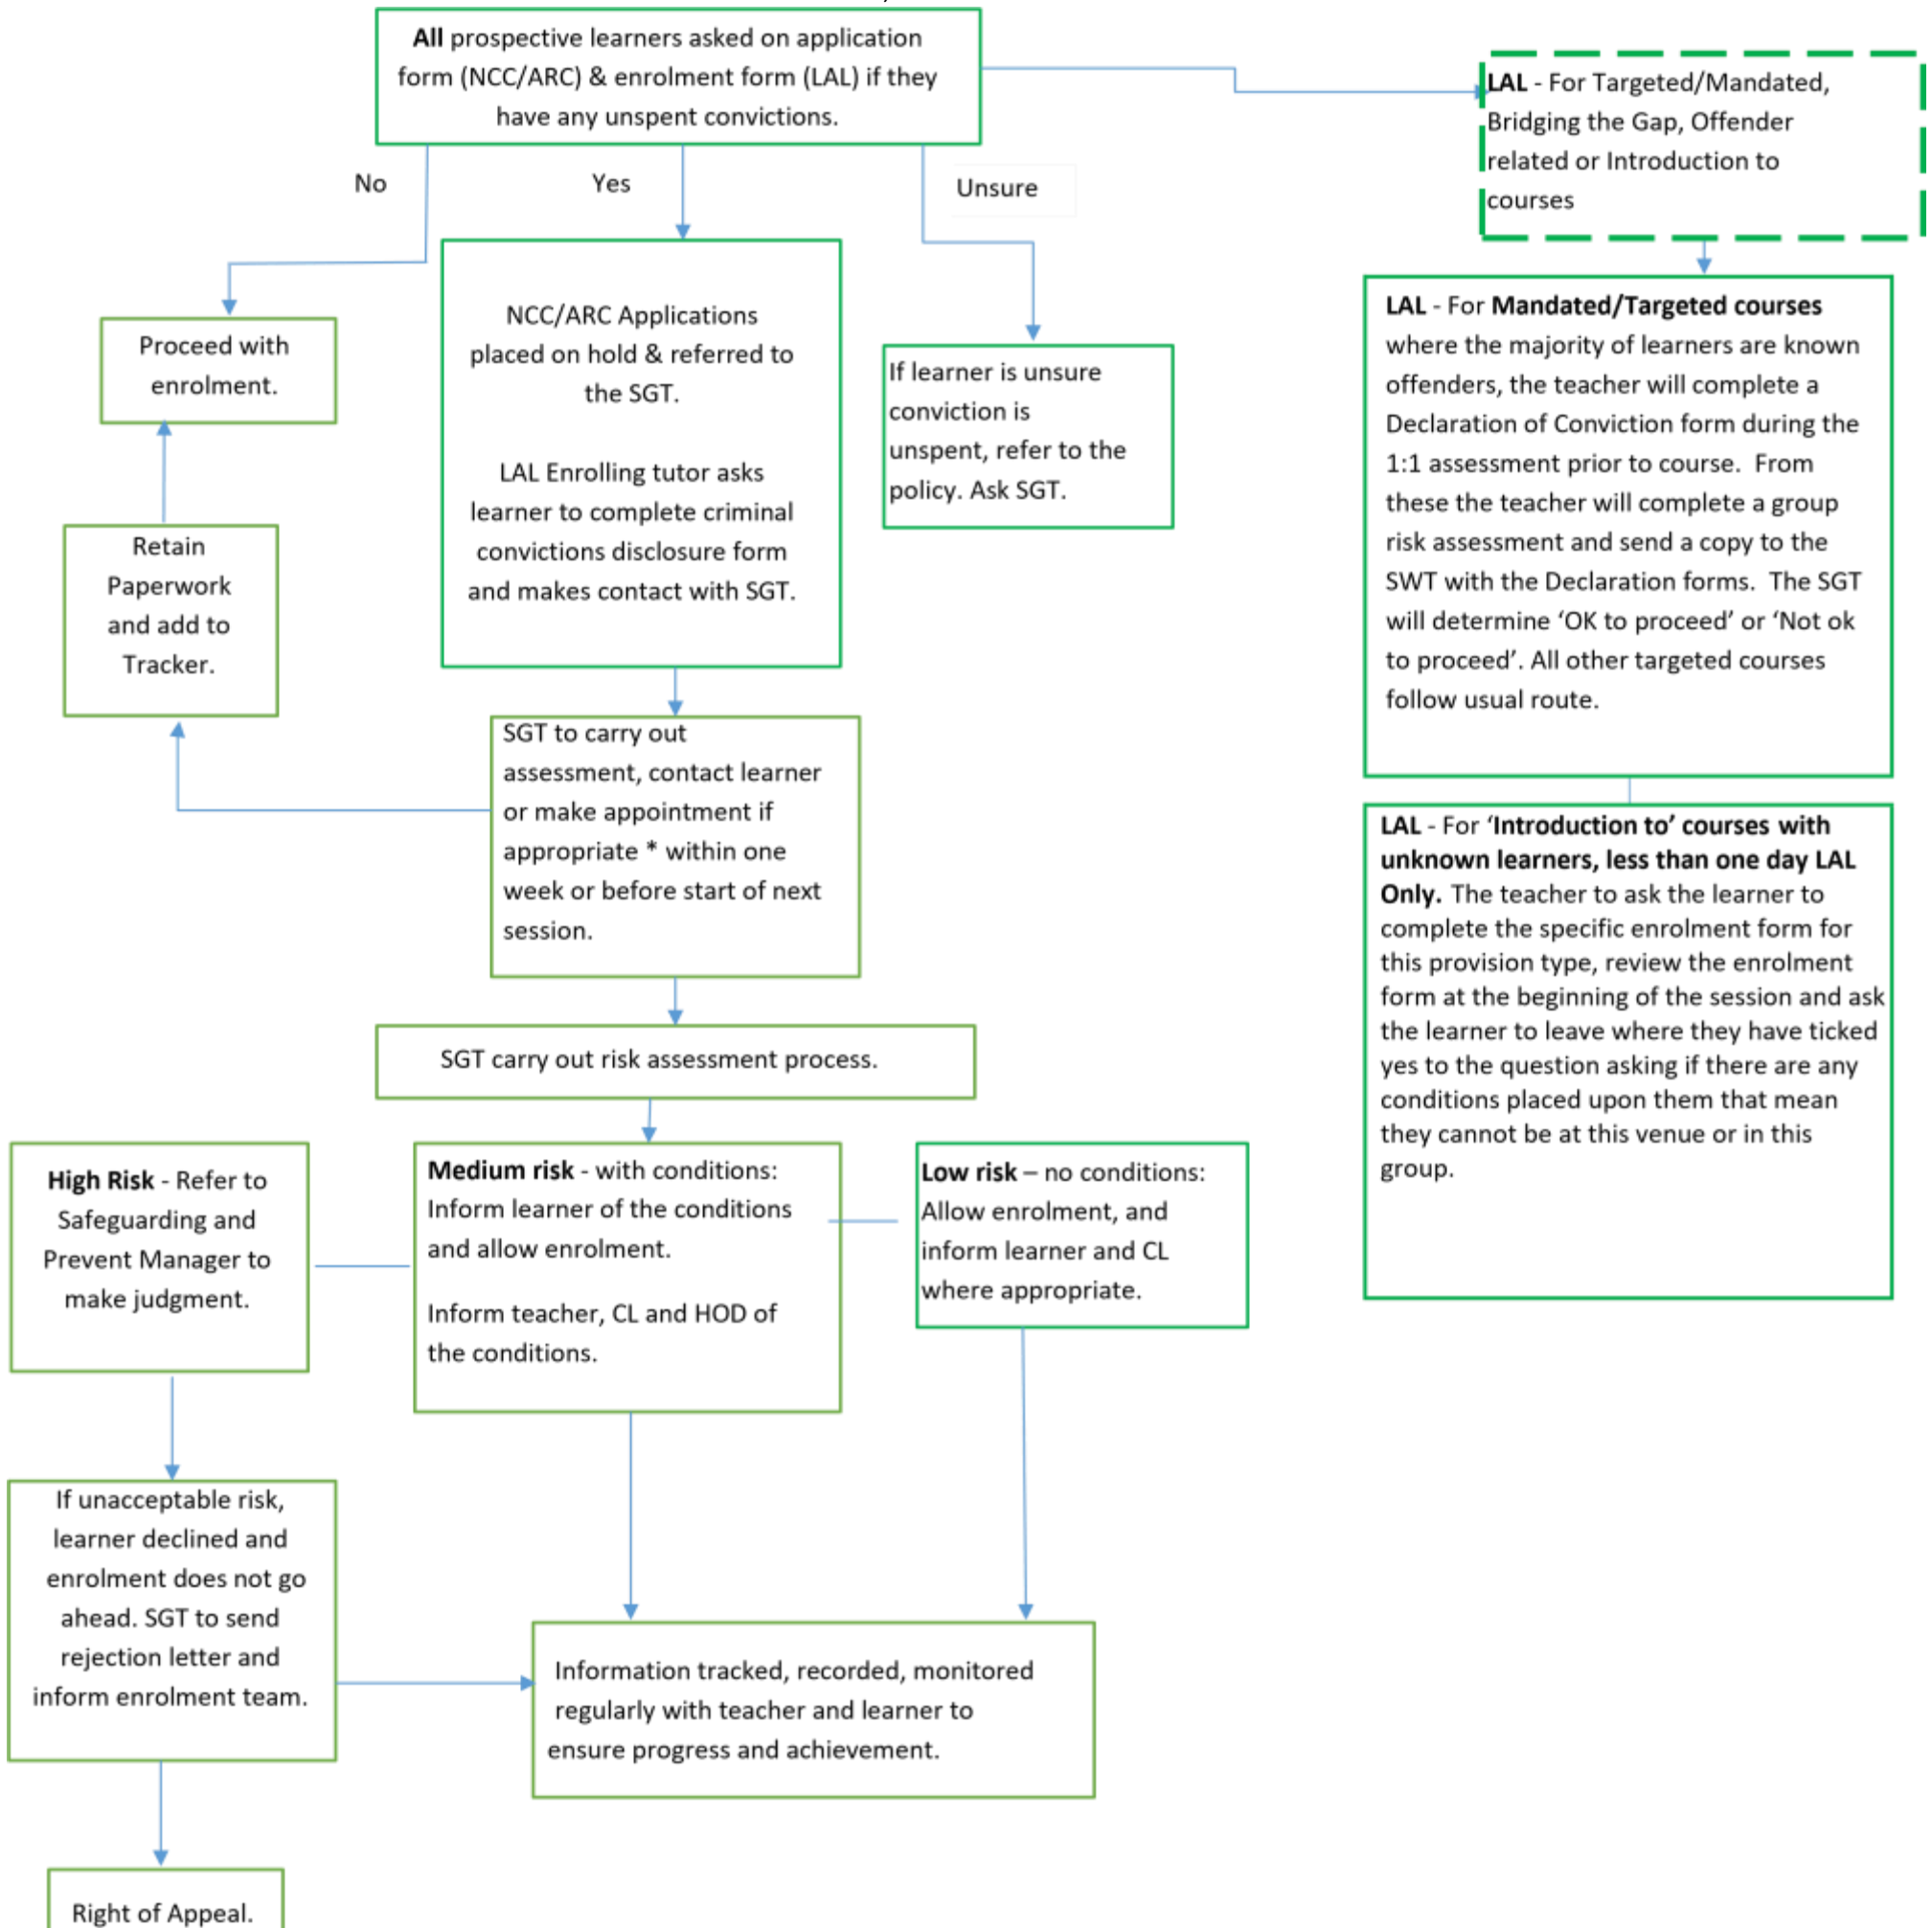 All prospective learners asked on application
form (NCC/ARC) & enrolment form (LAL) if they
have any unspent convictions.
LAL - For Targeted/Mandated,
Bridging the Gap, Offender
related or Introduction to
courses
No
Yes
Unsure
Proceed with
enrolment.
NCC/ARC Applications
placed on hold & referred to
the SGT.
LAL Enrolling tutor asks
learner to complete criminal
convictions disclosure form
and makes contact with SGT.
If learner is unsure
conviction is
unspent, refer to the
policy. Ask SGT.
LAL - For Mandated/Targeted courses
where the majority of learners are known
offenders, the teacher will complete a
Declaration of Conviction form during the
1:1 assessment prior to course.  From
these the teacher will complete a group
risk assessment and send a copy to the
SWT with the Declaration forms.  The SGT
will determine ‘OK to proceed’ or ‘Not ok
to proceed’. All other targeted courses
follow usual route.
Retain
Paperwork
and add to
Tracker.
SGT to carry out
assessment, contact learner
or make appointment if
appropriate * within one
week or before start of next
session.
LAL - For ‘Introduction to’ courses with
unknown learners, less than one day LAL
Only. The teacher to ask the learner to
complete the specific enrolment form for
this provision type, review the enrolment
form at the beginning of the session and ask
the learner to leave where they have ticked
yes to the question asking if there are any
conditions placed upon them that mean
they cannot be at this venue or in this
group.
SGT carry out risk assessment process.
High Risk - Refer to
Safeguarding and
Prevent Manager to
make judgment.
Medium risk - with conditions:
Inform learner of the conditions
and allow enrolment.
Inform teacher, CL and HOD of
the conditions.
Low risk – no conditions:
Allow enrolment, and
inform learner and CL
where appropriate.
If unacceptable risk,
learner declined and
enrolment does not go
ahead. SGT to send
rejection letter and
inform enrolment team.
Information tracked, recorded, monitored
regularly with teacher and learner to
ensure progress and achievement.
Right of Appeal.